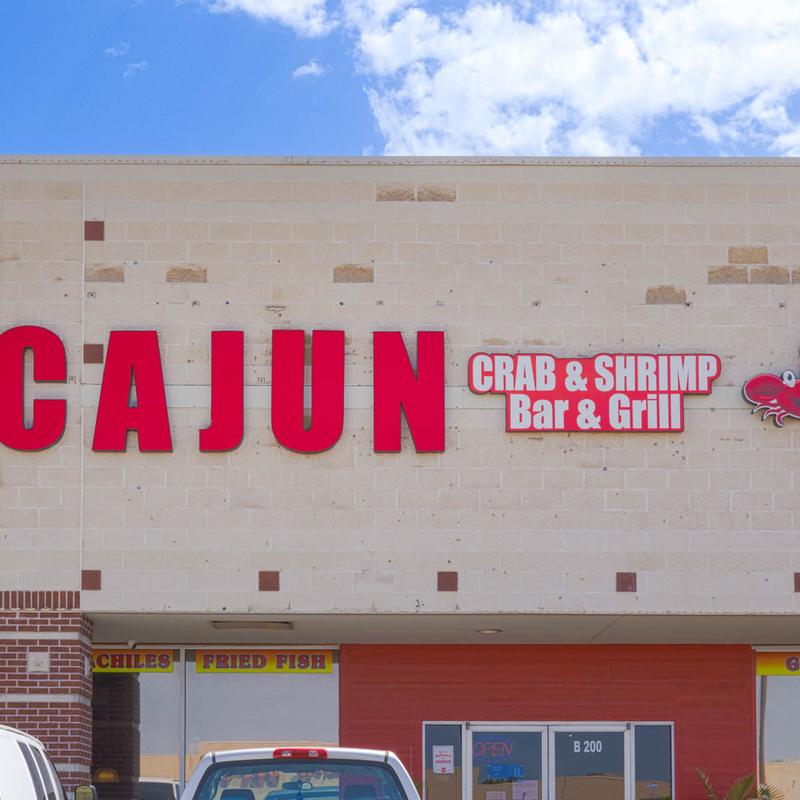 CAJUN
CRAB & SHRIMP
Bar & Grill
CHILES
FRIED FISH
OPEN
B 200